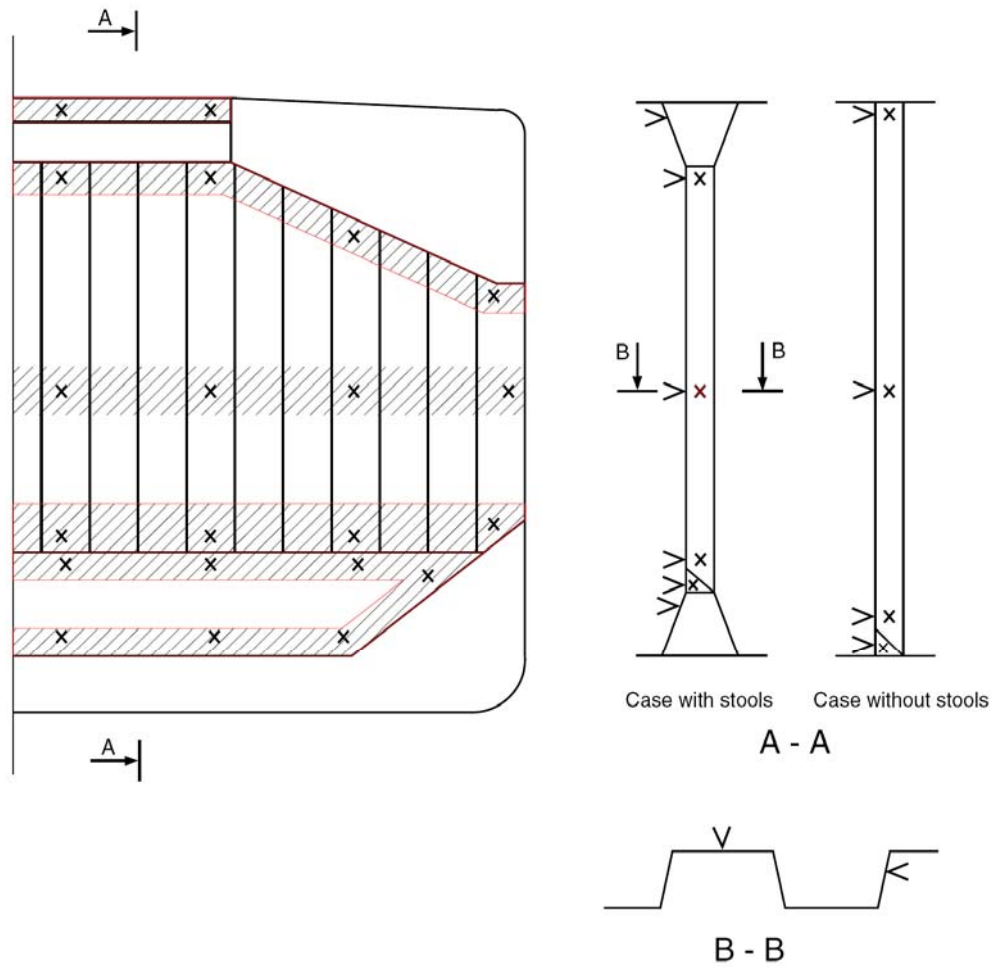 A
B
B
Case with stools
Case without stools
A - A
A
B - B